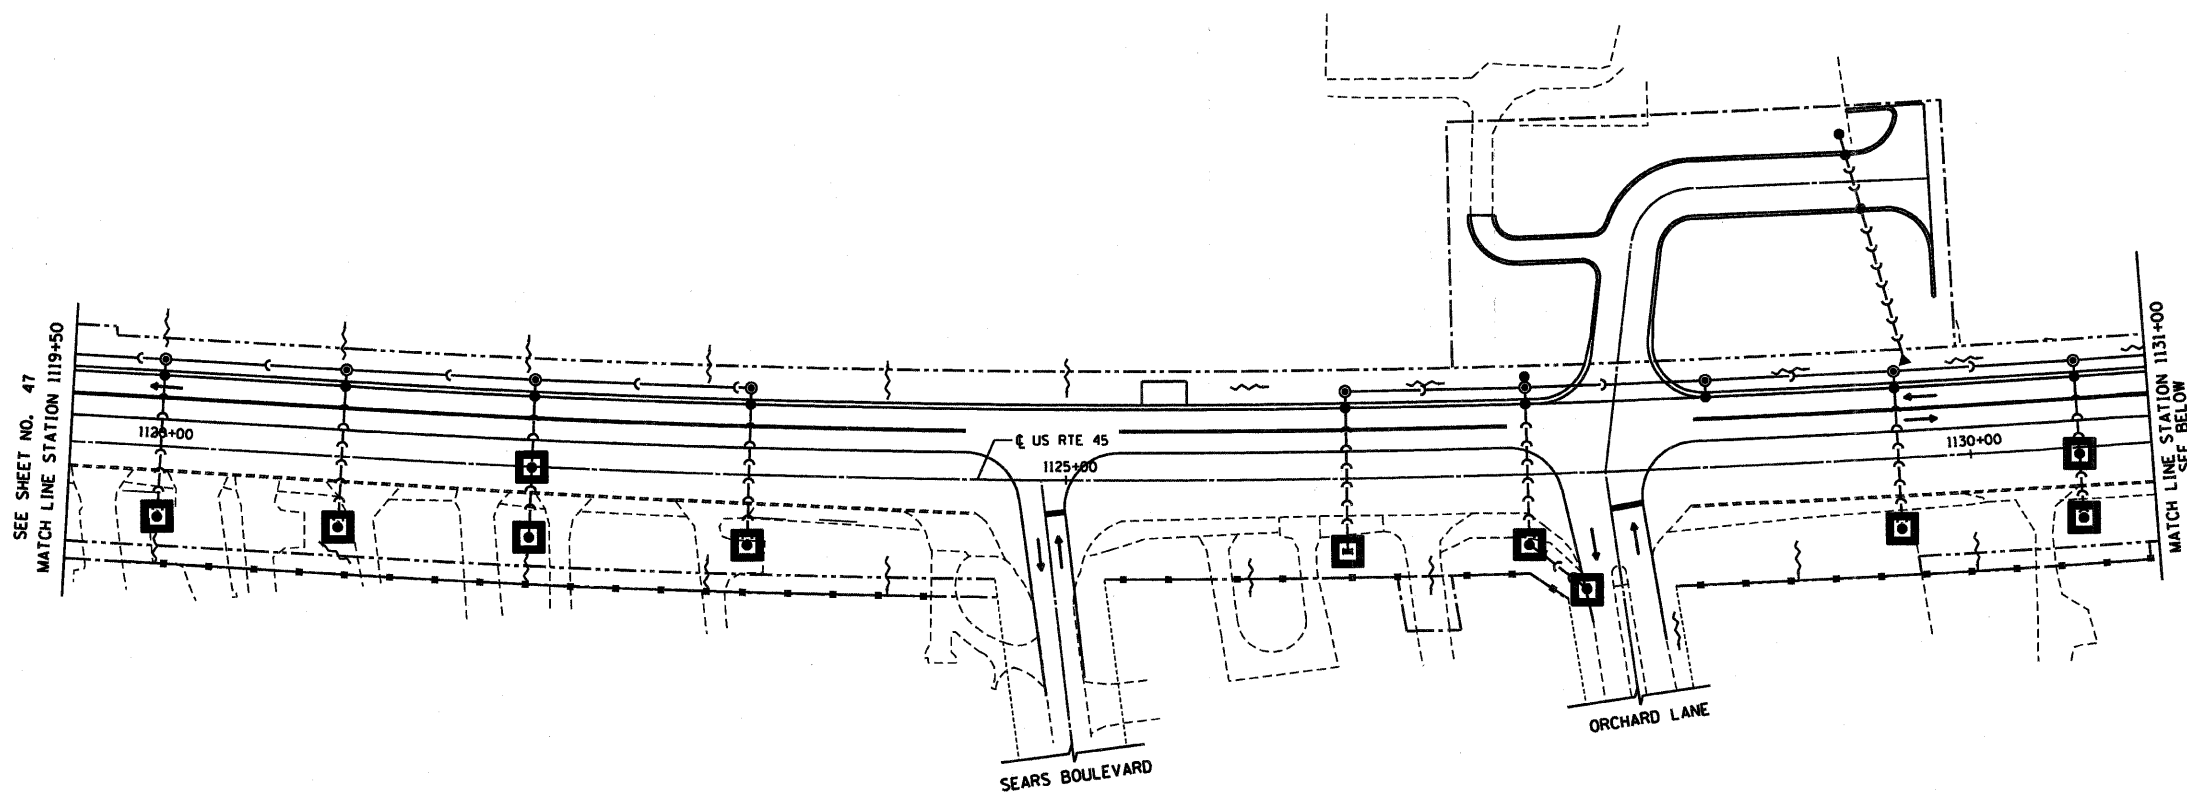 SEE SHEET NO. 47
MATCH LINE STATION 1119+50
1120+00
℄ US RTE 45
1125+00
1130+00
MATCH LINE STATION 1131+00
SEE BELOW
SEARS BOULEVARD
ORCHARD LANE